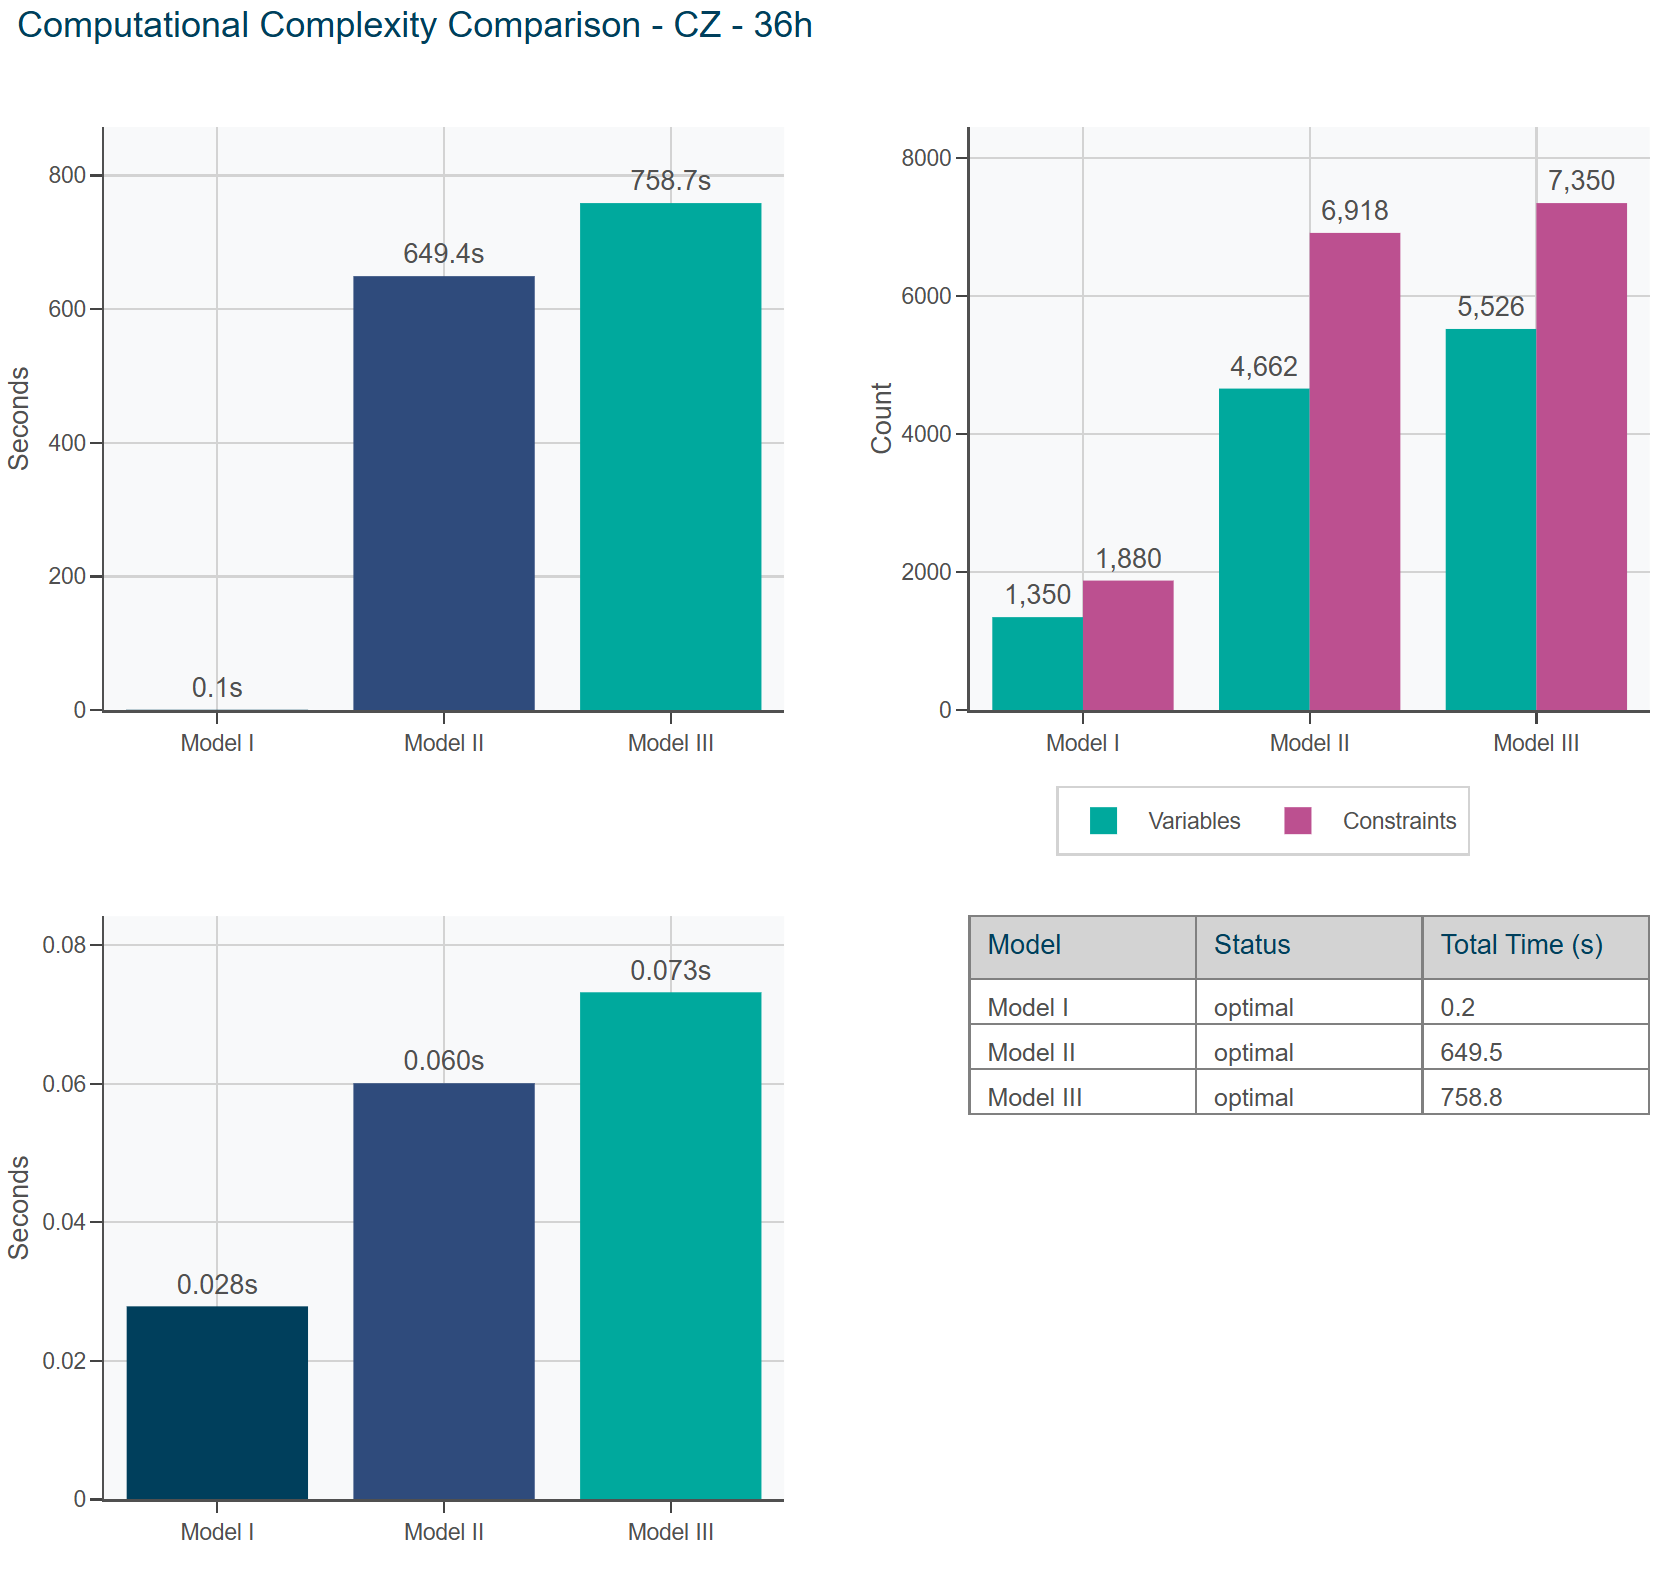 Computational Complexity Comparison - CZ - 36h
Seconds
800
600
400
200
0
0.1s
649.4s
758.7s
Model I
Model II
Model III
Count
8000
6000
4000
2000
0
1,350
1,880
4,662
6,918
5,526
7,350
Model I
Model II
Model III
Variables
Constraints
Seconds
0.08
0.06
0.04
0.02
0
0.028s
0.060s
0.073s
Model I
Model II
Model III
Model Status Total Time (s)
Model I optimal 0.2
Model II optimal 649.5
Model III optimal 758.8